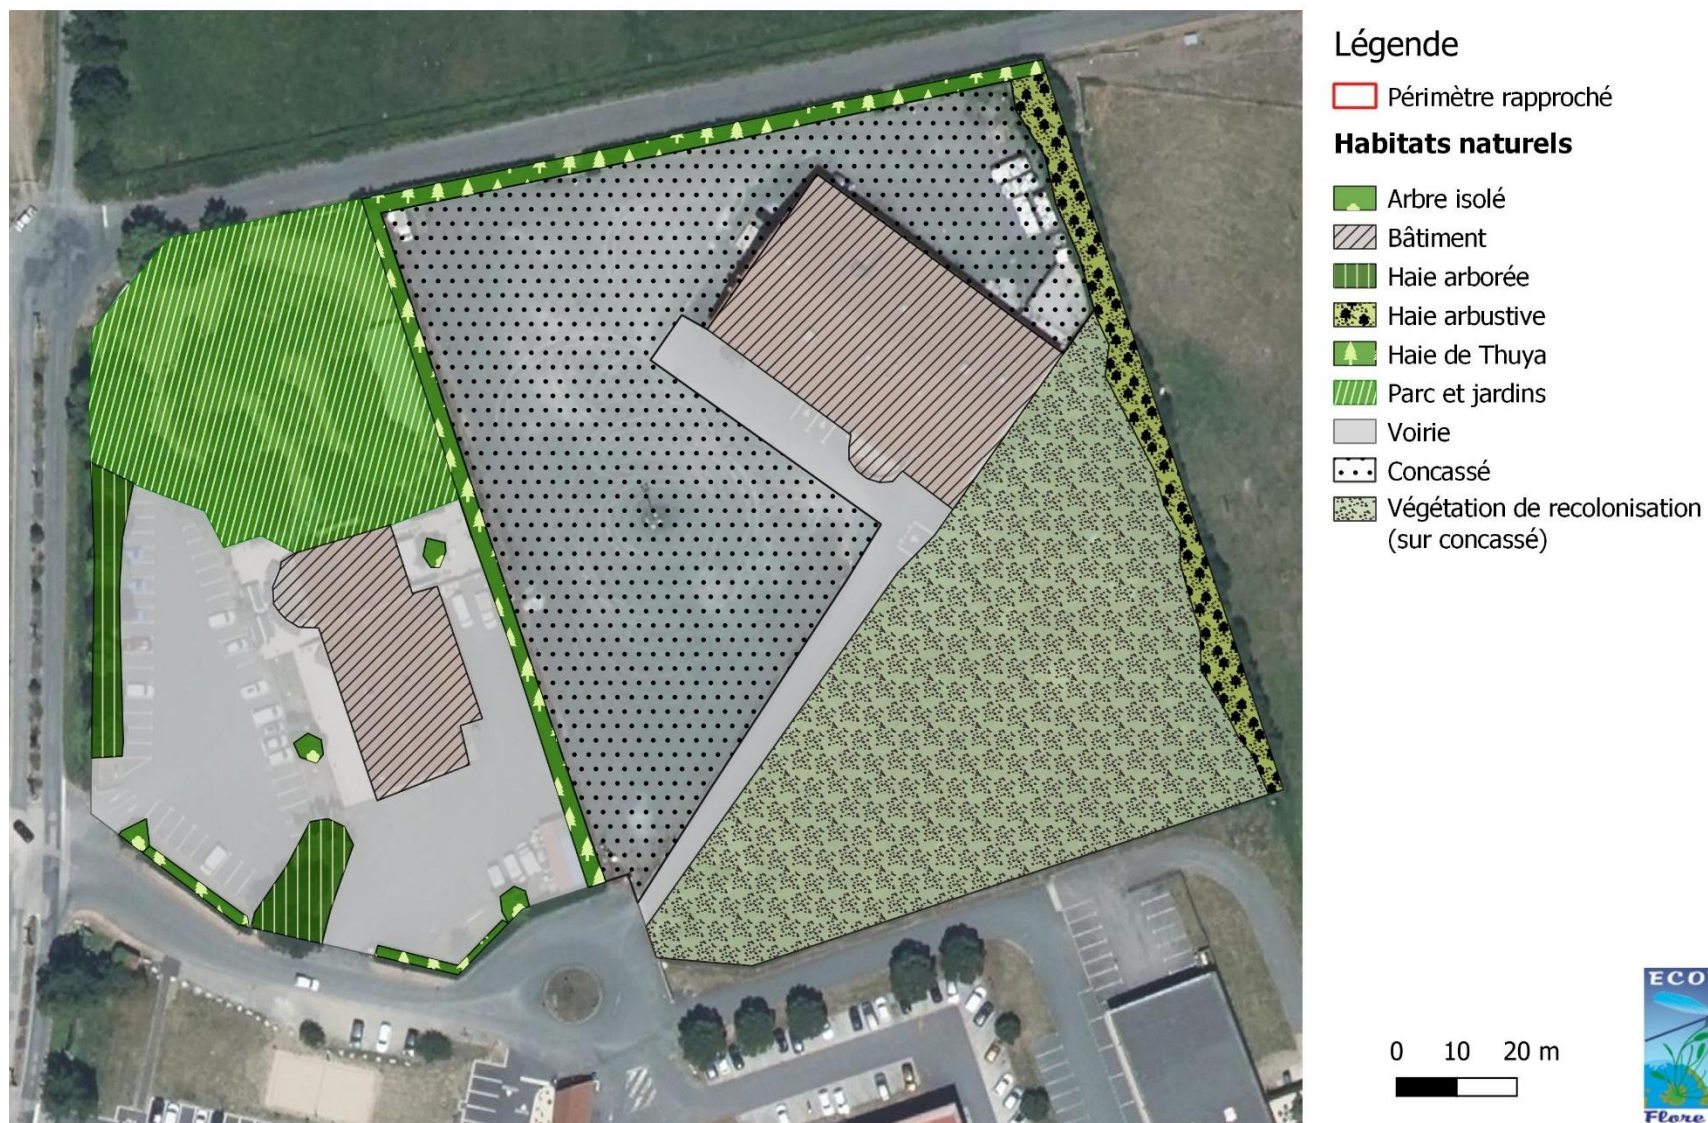 Légende
Périmètre rapproché
Habitats naturels
Arbre isolé
Bâtiment
Haie arborée
Haie arbustive
Haie de Thuya
Parc et jardins
Voirie
Concassé
Végétation de recolonisation
(sur concassé)
0 10 20 m
ECO
Flore